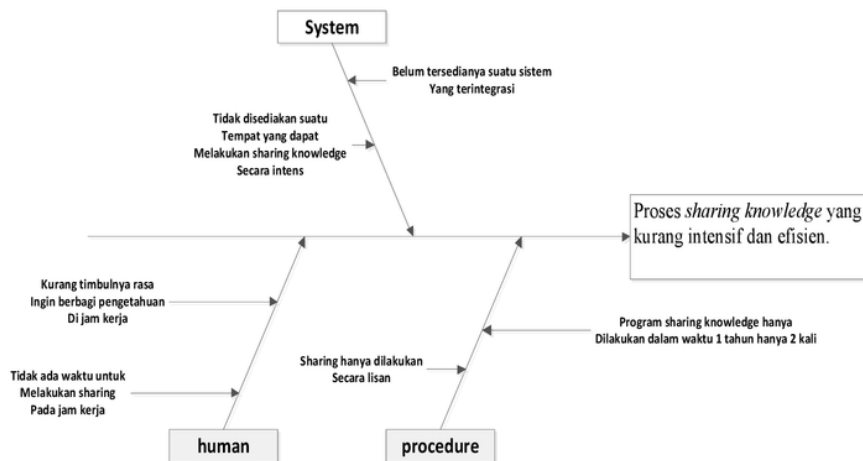 System
Belum tersedianya suatu sistem
Yang terintegrasi
Tidak disediakan suatu
Tempat yang dapat
Melakukan sharing knowledge
Secara intens
Proses sharing knowledge yang
kurang intensif dan efisien.
Kurang timbulnya rasa
Ingin berbagi pengetahuan
Di jam kerja
Program sharing knowledge hanya
Dilakukan dalam waktu 1 tahun hanya 2 kali
Sharing hanya dilakukan
Secara lisan
Tidak ada waktu untuk
Melakukan sharing
Pada jam kerja
human
procedure